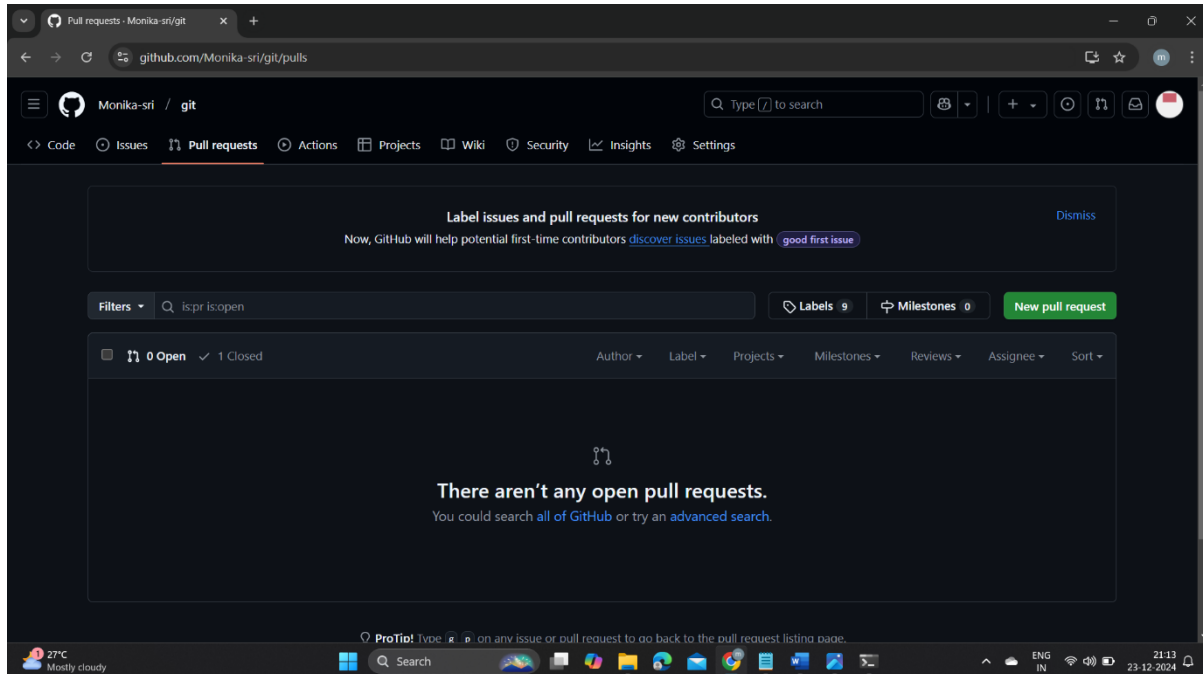 Pull requests · Monika-sri/git
github.com/Monika-sri/git/pulls
m
Monika-sri / git
Type / to search
<> Code Issues Pull requests Actions Projects Wiki Security Insights Settings
Label issues and pull requests for new contributors
Dismiss
Now, GitHub will help potential first-time contributors discover issues labeled with good first issue
Filters is:pr is:open Labels 9 Milestones 0 New pull request
0 Open 1 Closed Author Label Projects Milestones Reviews Assignee Sort
There aren't any open pull requests.
You could search all of GitHub or try an advanced search.
ProTip! Type g p on any issue or pull request to go back to the pull request listing page.
1
27°C
Mostly cloudy
Search
ENG
IN
21:13
23-12-2024